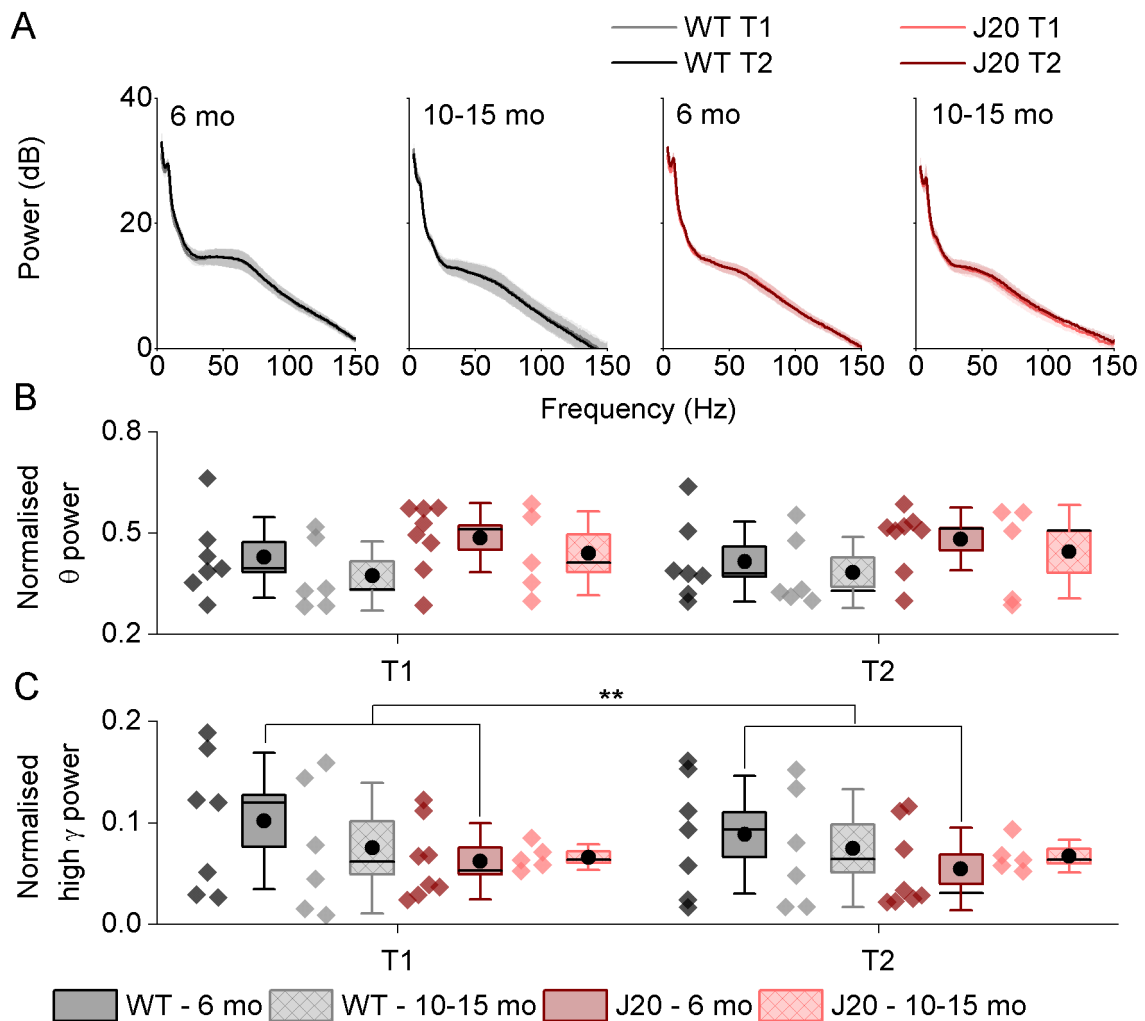 A
WT T1
J20 T1
WT T2
J20 T2
40
6 mo
10-15 mo
6 mo
10-15 mo
Power (dB)
20
0
0 50 100 150
0 50 100 150
0 50 100 150
0 50 100 150
Frequency (Hz)
B
0.8
Normalised
θ power
0.5
0.2
T1
T2
C
**
0.2
Normalised
high γ power
0.1
0.0
T1
T2
WT - 6 mo
WT - 10-15 mo
J20 - 6 mo
J20 - 10-15 mo